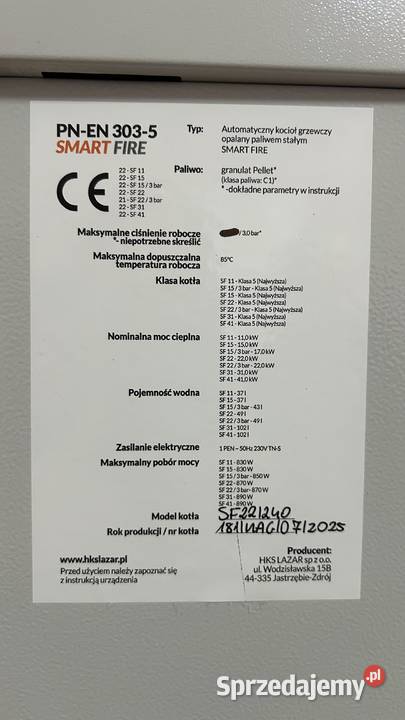 PN-EN 303-5
SMART FIRE
Typ: Automatyczny kocioł grzewczy
opalany paliwem stałym
SMART FIRE
CE
22 - SF 11
22 - SF 15
22 - SF 15 / 3 bar
22 - SF 22
21 - SF 22 / 3 bar
22 - SF 31
22 - SF 41
Paliwo: granulat Pellet*
(klasa paliwa: C1)*
* -dokładne parametry w instrukcji
Maksymalne ciśnienie robocze
*- niepotrzebne skreślić
/ 3,0 bar*
Maksymalna dopuszczalna
temperatura robocza
85°C
Klasa kotła
SF 11 - Klasa 5 (Najwyższa)
SF 15 / 3 bar - Klasa 5 (Najwyższa)
SF 15 - Klasa 5 (Najwyższa)
SF 22 - Klasa 5 (Najwyższa)
SF 22 / 3 bar - Klasa 5 (Najwyższa)
SF 31 - Klasa 5 (Najwyższa)
SF 41 - Klasa 5 (Najwyższa)
Nominalna moc cieplna
SF 11 - 11,0 kW
SF 15 - 15,0 kW
SF 15 / 3 bar - 17,0 kW
SF 22 - 22,0 kW
SF 22 / 3 bar - 22,0 kW
SF 31 - 31,0 kW
SF 41 - 41,0 kW
Pojemność wodna
SF 11 - 37 l
SF 15 - 37 l
SF 15 / 3 bar - 43 l
SF 22 - 49 l
SF 22 / 3 bar - 49 l
SF 31 - 102 l
SF 41 - 102 l
Zasilanie elektryczne 1 PEN ~ 50Hz 230V TN-S
Maksymalny pobór mocy
SF 11 - 830 W
SF 15 - 830 W
SF 15 / 3 bar - 850 W
SF 22 - 870 W
SF 22 / 3 bar - 870 W
SF 31 - 890 W
SF 41 - 890 W
Model kotła SF22/240
Rok produkcji / nr kotła 181/NAG/07/2025
www.hkslazar.pl
Przed użyciem należy zapoznać się
z instrukcją urządzenia
Producent:
HKS LAZAR sp z o.o.
ul. Wodzisławska 15B
44-335 Jastrzębie-Zdrój
Sprzedajemy.pl